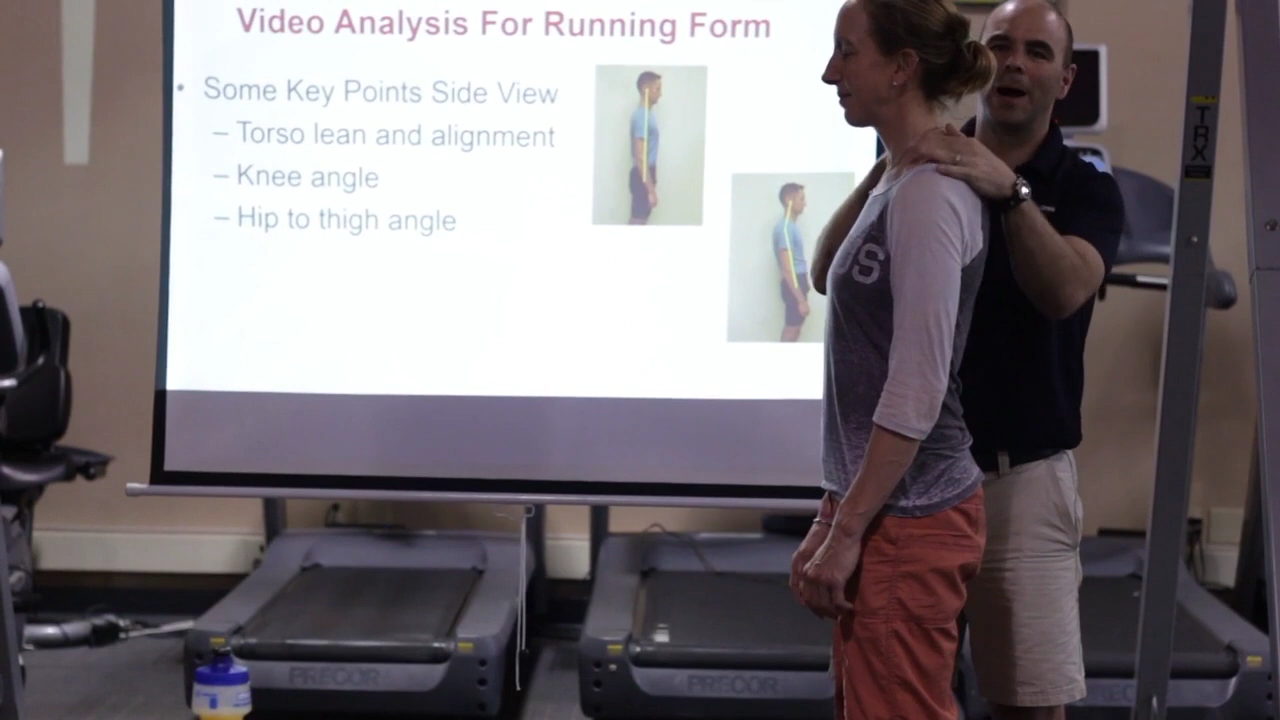 Video Analysis For Running Form
• Some Key Points Side View
– Torso lean and alignment
– Knee angle
– Hip to thigh angle
TRX
US
PRECOR
PRECOR